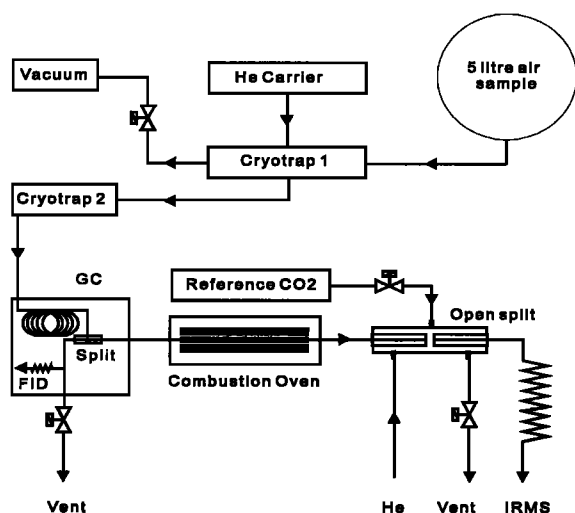 Vacuum
He Carrier
5 litre air
sample
Cryotrap 1
Cryotrap 2
GC
Reference CO2
Open split
Split
FID
Combustion Oven
Vent
He
Vent
IRMS